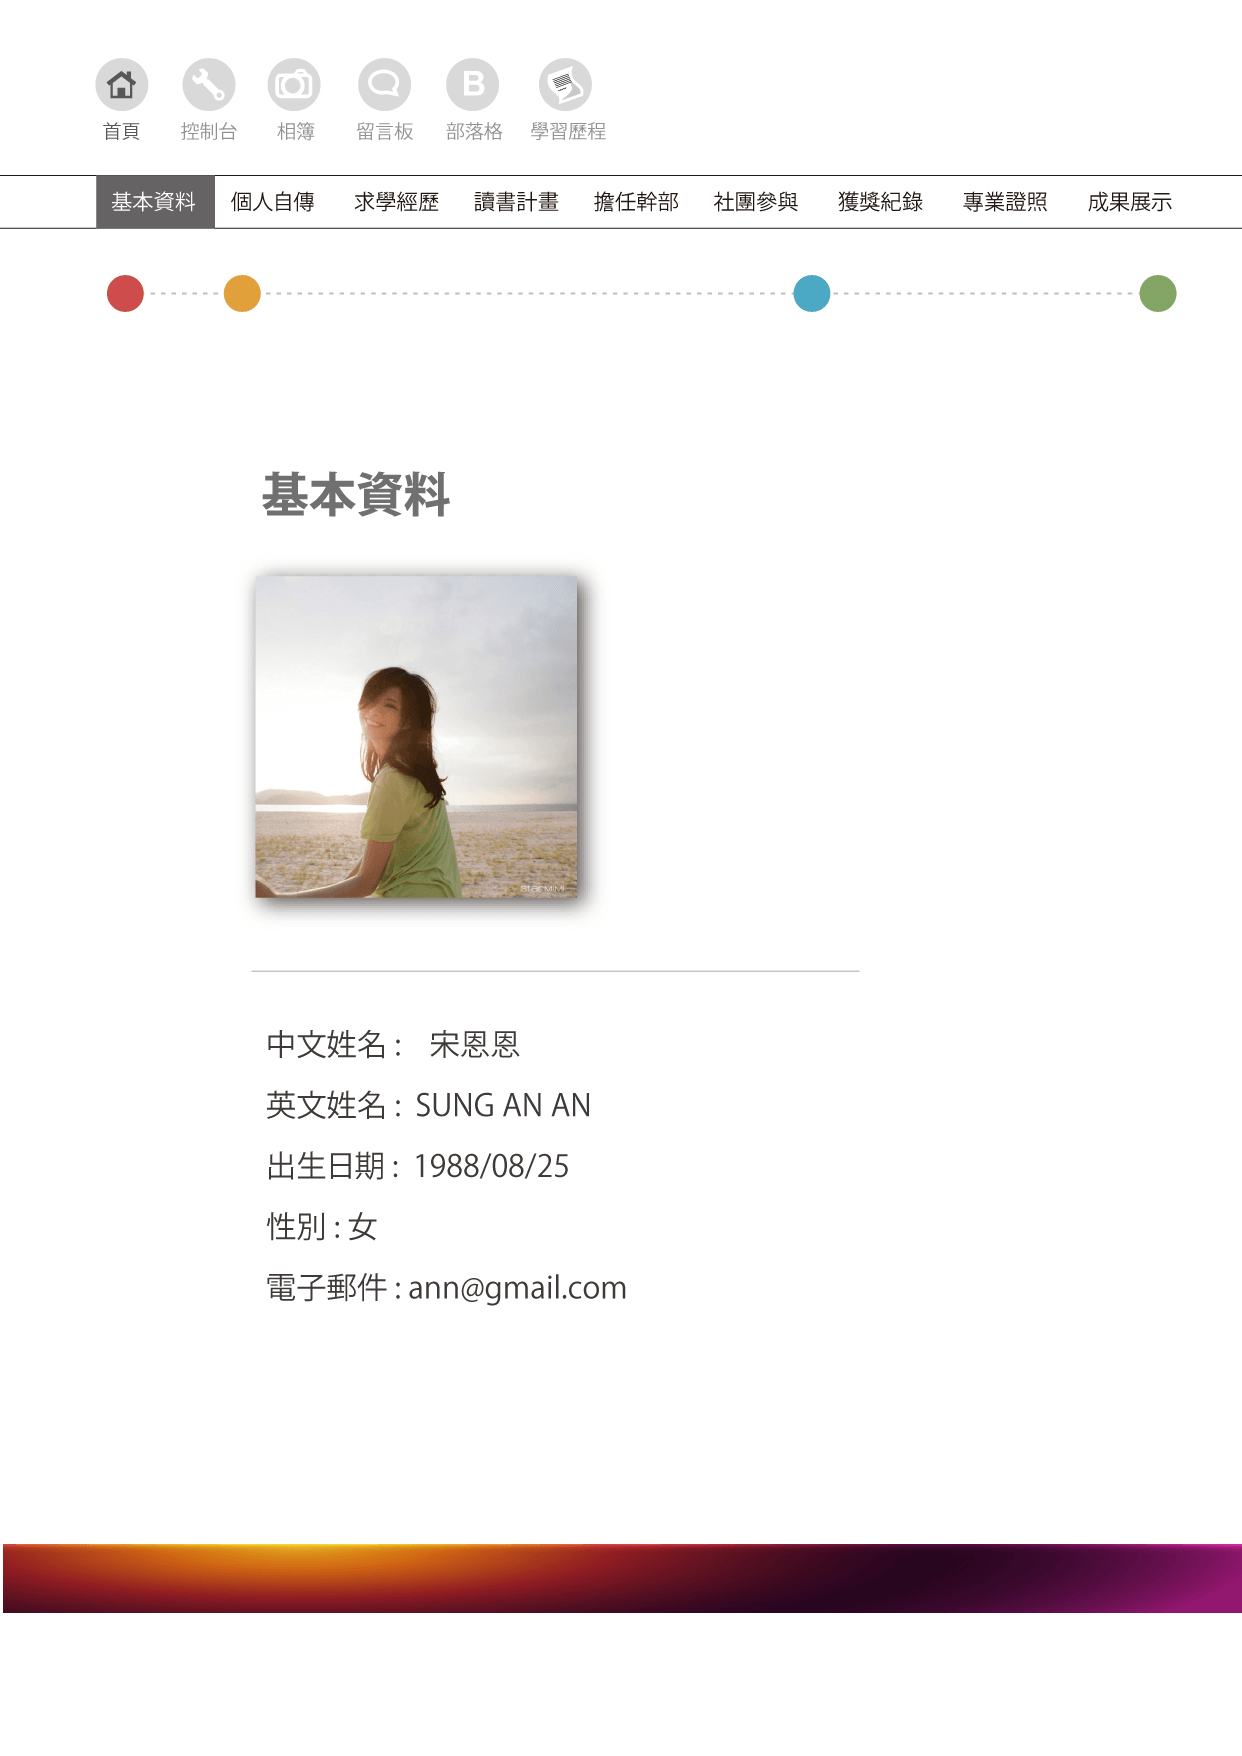 B
首頁 控制台 相簿 留言板 部落格 學習歷程
基本資料 個人自傳 求學經歷 讀書計畫 擔任幹部 社團參與 獲獎紀錄 專業證照 成果展示
基本資料
starMiMi
中文姓名 : 宋恩恩
英文姓名 : SUNG AN AN
出生日期 : 1988/08/25
性別 : 女
電子郵件 : ann@gmail.com